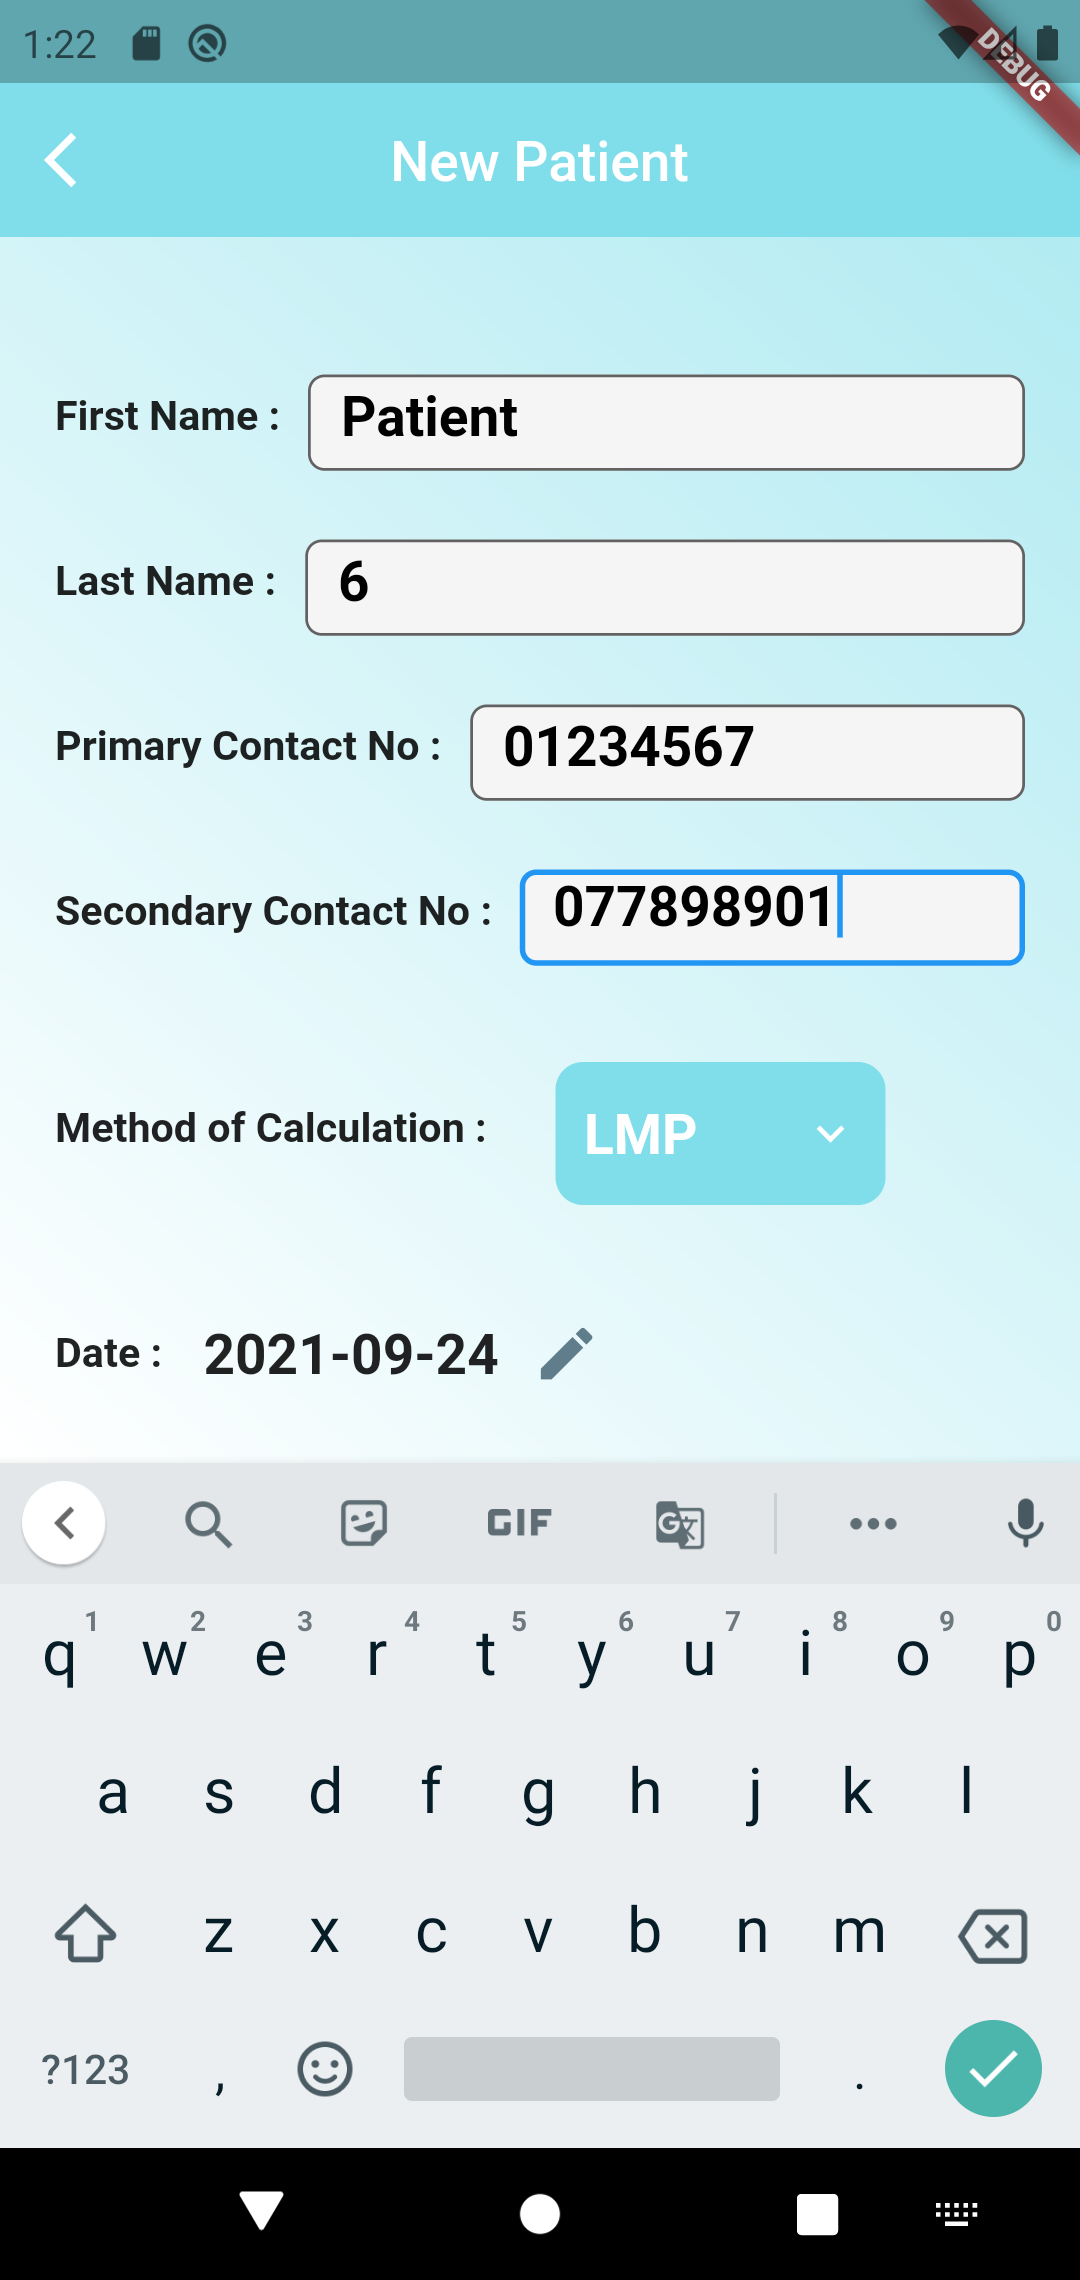 1:22
DEBUG
New Patient
First Name : Patient
Last Name : 6
Primary Contact No : 01234567
Secondary Contact No : 077898901
Method of Calculation : LMP
Date : 2021-09-24
GIF
G文
1 2 3 4 5 6 7 8 9 0
q w e r t y u i o p
a s d f g h j k l
z x c v b n m
?123 , .